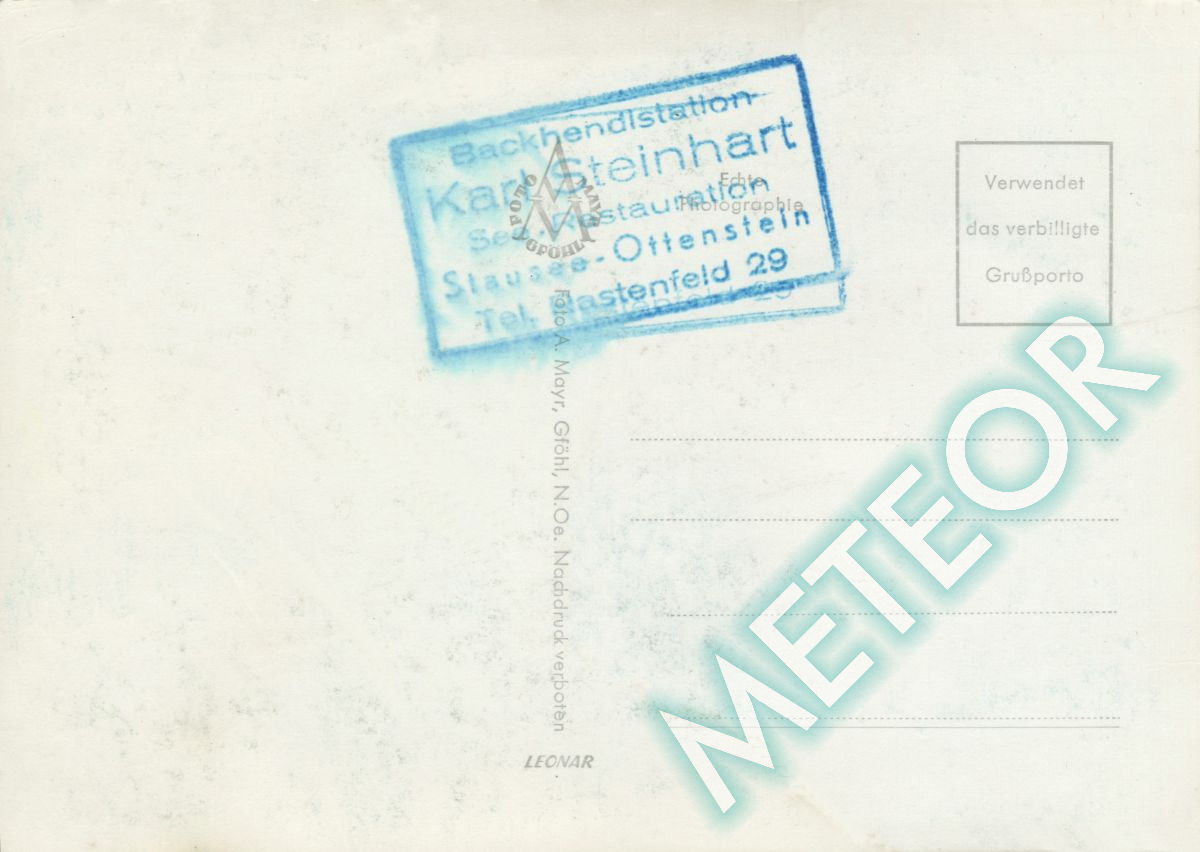 Backhendlstation
Karl Steinhart
See-Restauration
Stausee-Ottenstein
Tel. Rastenfeld 29
FOTO MAYR GFÖHL
Echte
Photographie
Verwendet
das verbilligte
Grußporto
Foto A. Mayr, Gföhl, N.Oe. Nachdruck verboten
LEONAR
METEOR